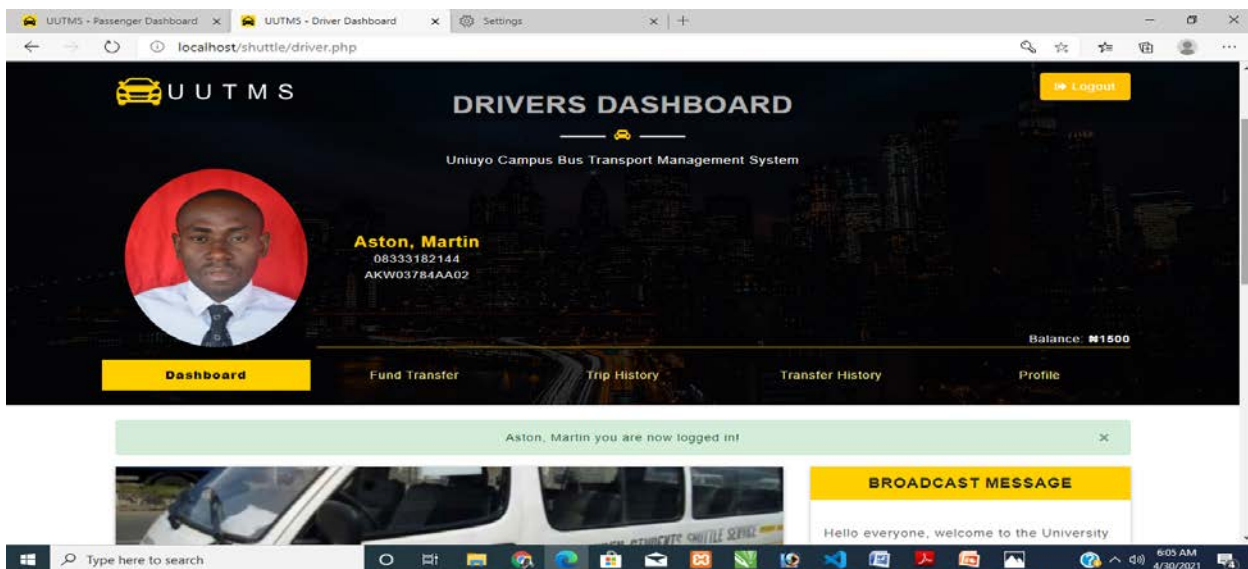 UUTMS - Passenger Dashboard
UUTMS - Driver Dashboard
Settings
localhost/shuttle/driver.php
UUTMS
Logout
DRIVERS DASHBOARD
Uniuyo Campus Bus Transport Management System
Aston, Martin
08333182144
AKW03784AA02
Balance: ₦1500
Dashboard
Fund Transfer
Trip History
Transfer History
Profile
Aston, Martin you are now logged in!
STUDENTS SHUTTLE SERVICE
BROADCAST MESSAGE
Hello everyone, welcome to the University
Type here to search
6:05 AM
4/30/2021